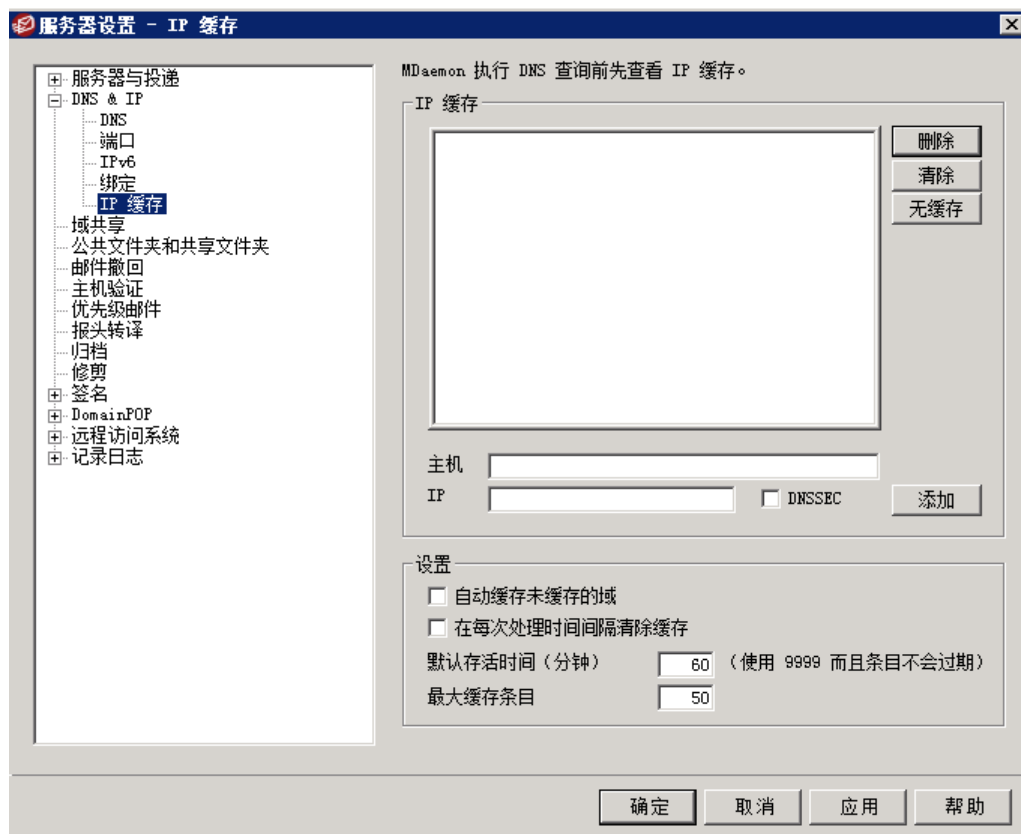 服务器设置 - IP 缓存
服务器与投递
DNS & IP
DNS
端口
IPv6
绑定
IP 缓存
域共享
公共文件夹和共享文件夹
邮件撤回
主机验证
优先级邮件
报头转译
归档
修剪
签名
DomainPOP
远程访问系统
记录日志
MDaemon 执行 DNS 查询前先查看 IP 缓存。
IP 缓存
删除
清除
无缓存
主机
IP
DNSSEC
添加
设置
自动缓存未缓存的域
在每次处理时间间隔清除缓存
默认存活时间（分钟） 60 （使用 9999 而且条目不会过期）
最大缓存条目 50
确定 取消 应用 帮助